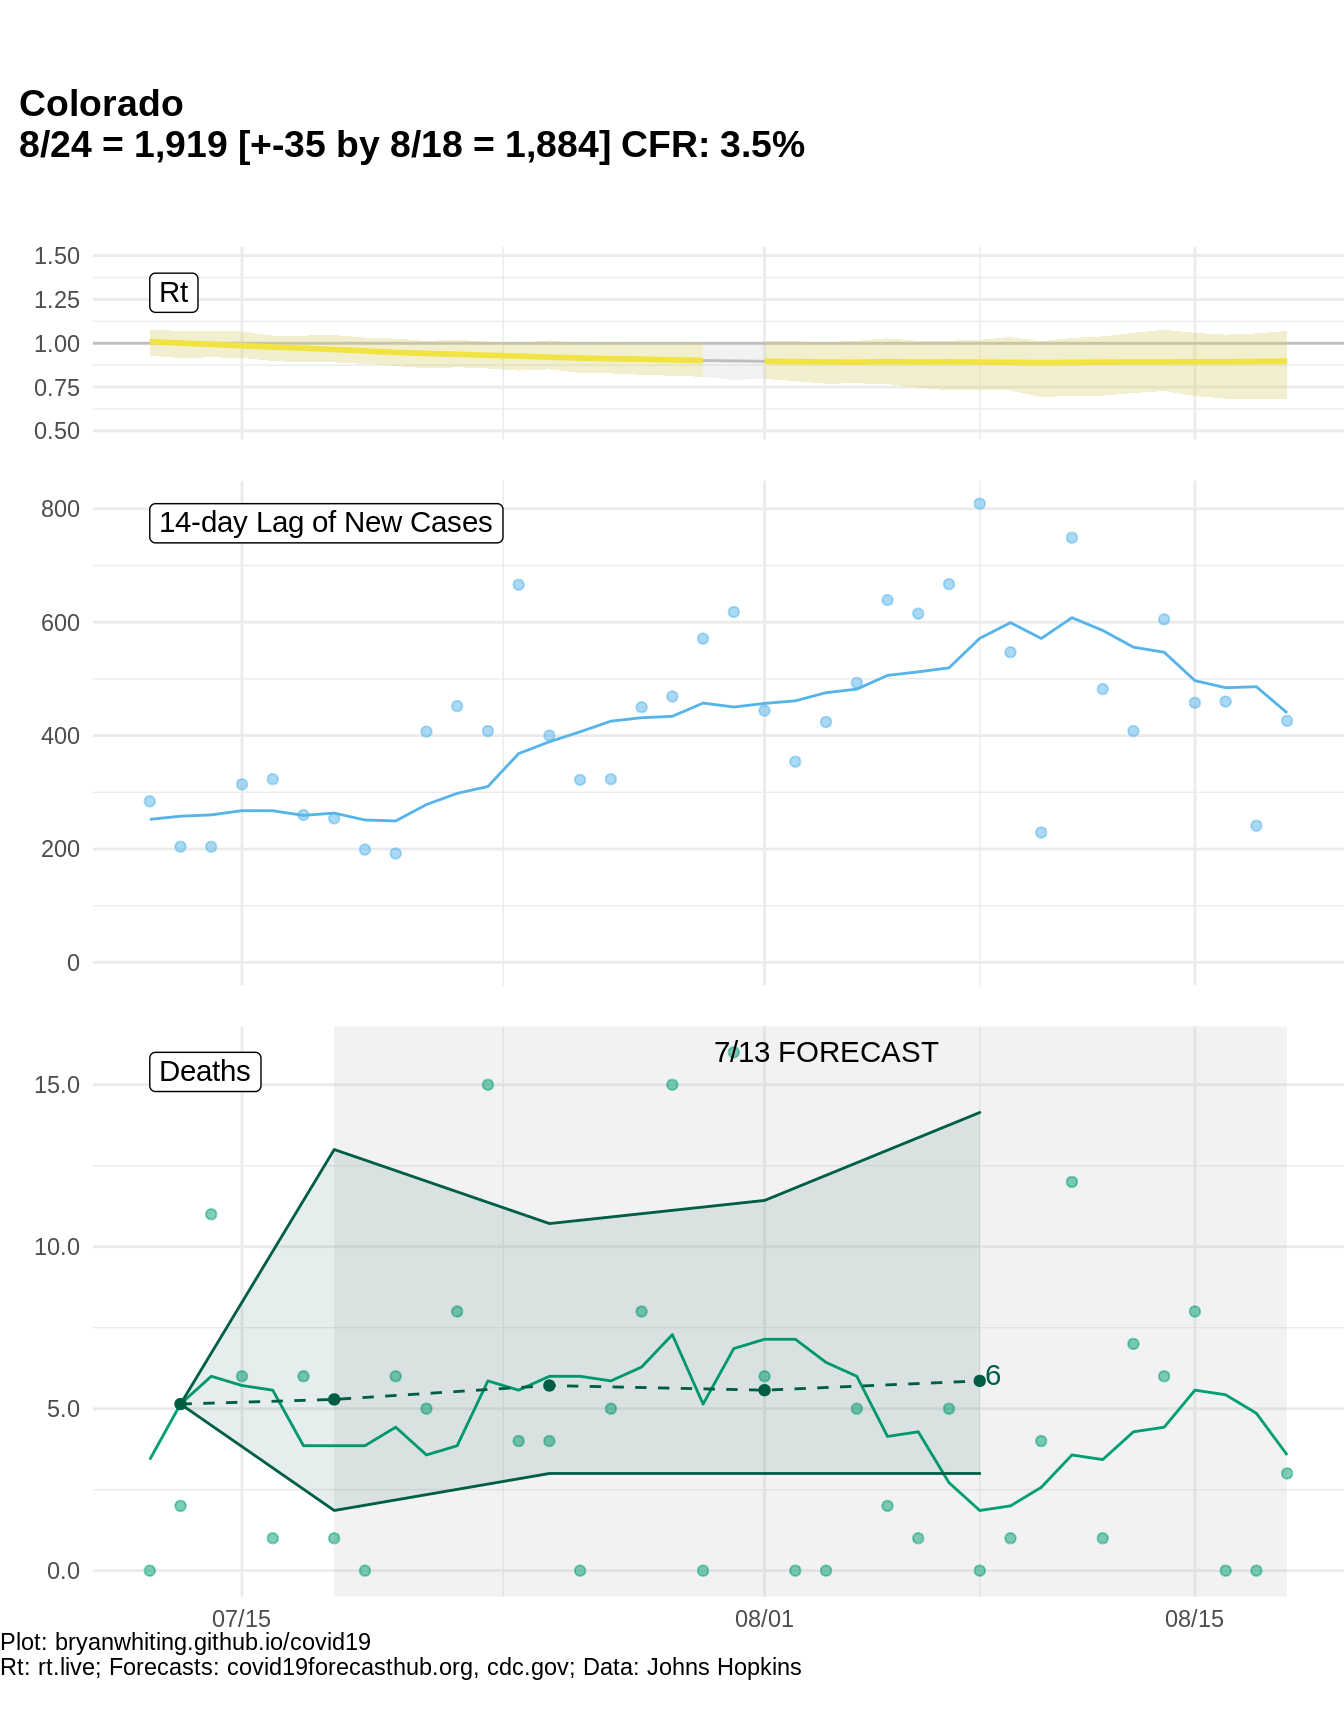 Colorado
8/24 = 1,919 [+-35 by 8/18 = 1,884] CFR: 3.5%
1.50
Rt
1.25
1.00
0.75
0.50
800
14-day Lag of New Cases
600
400
200
0
7/13 FORECAST
Deaths
15.0
10.0
6
5.0
0.0
07/15 08/01 08/15
Plot: bryanwhiting.github.io/covid19
Rt: rt.live; Forecasts: covid19forecasthub.org, cdc.gov; Data: Johns Hopkins